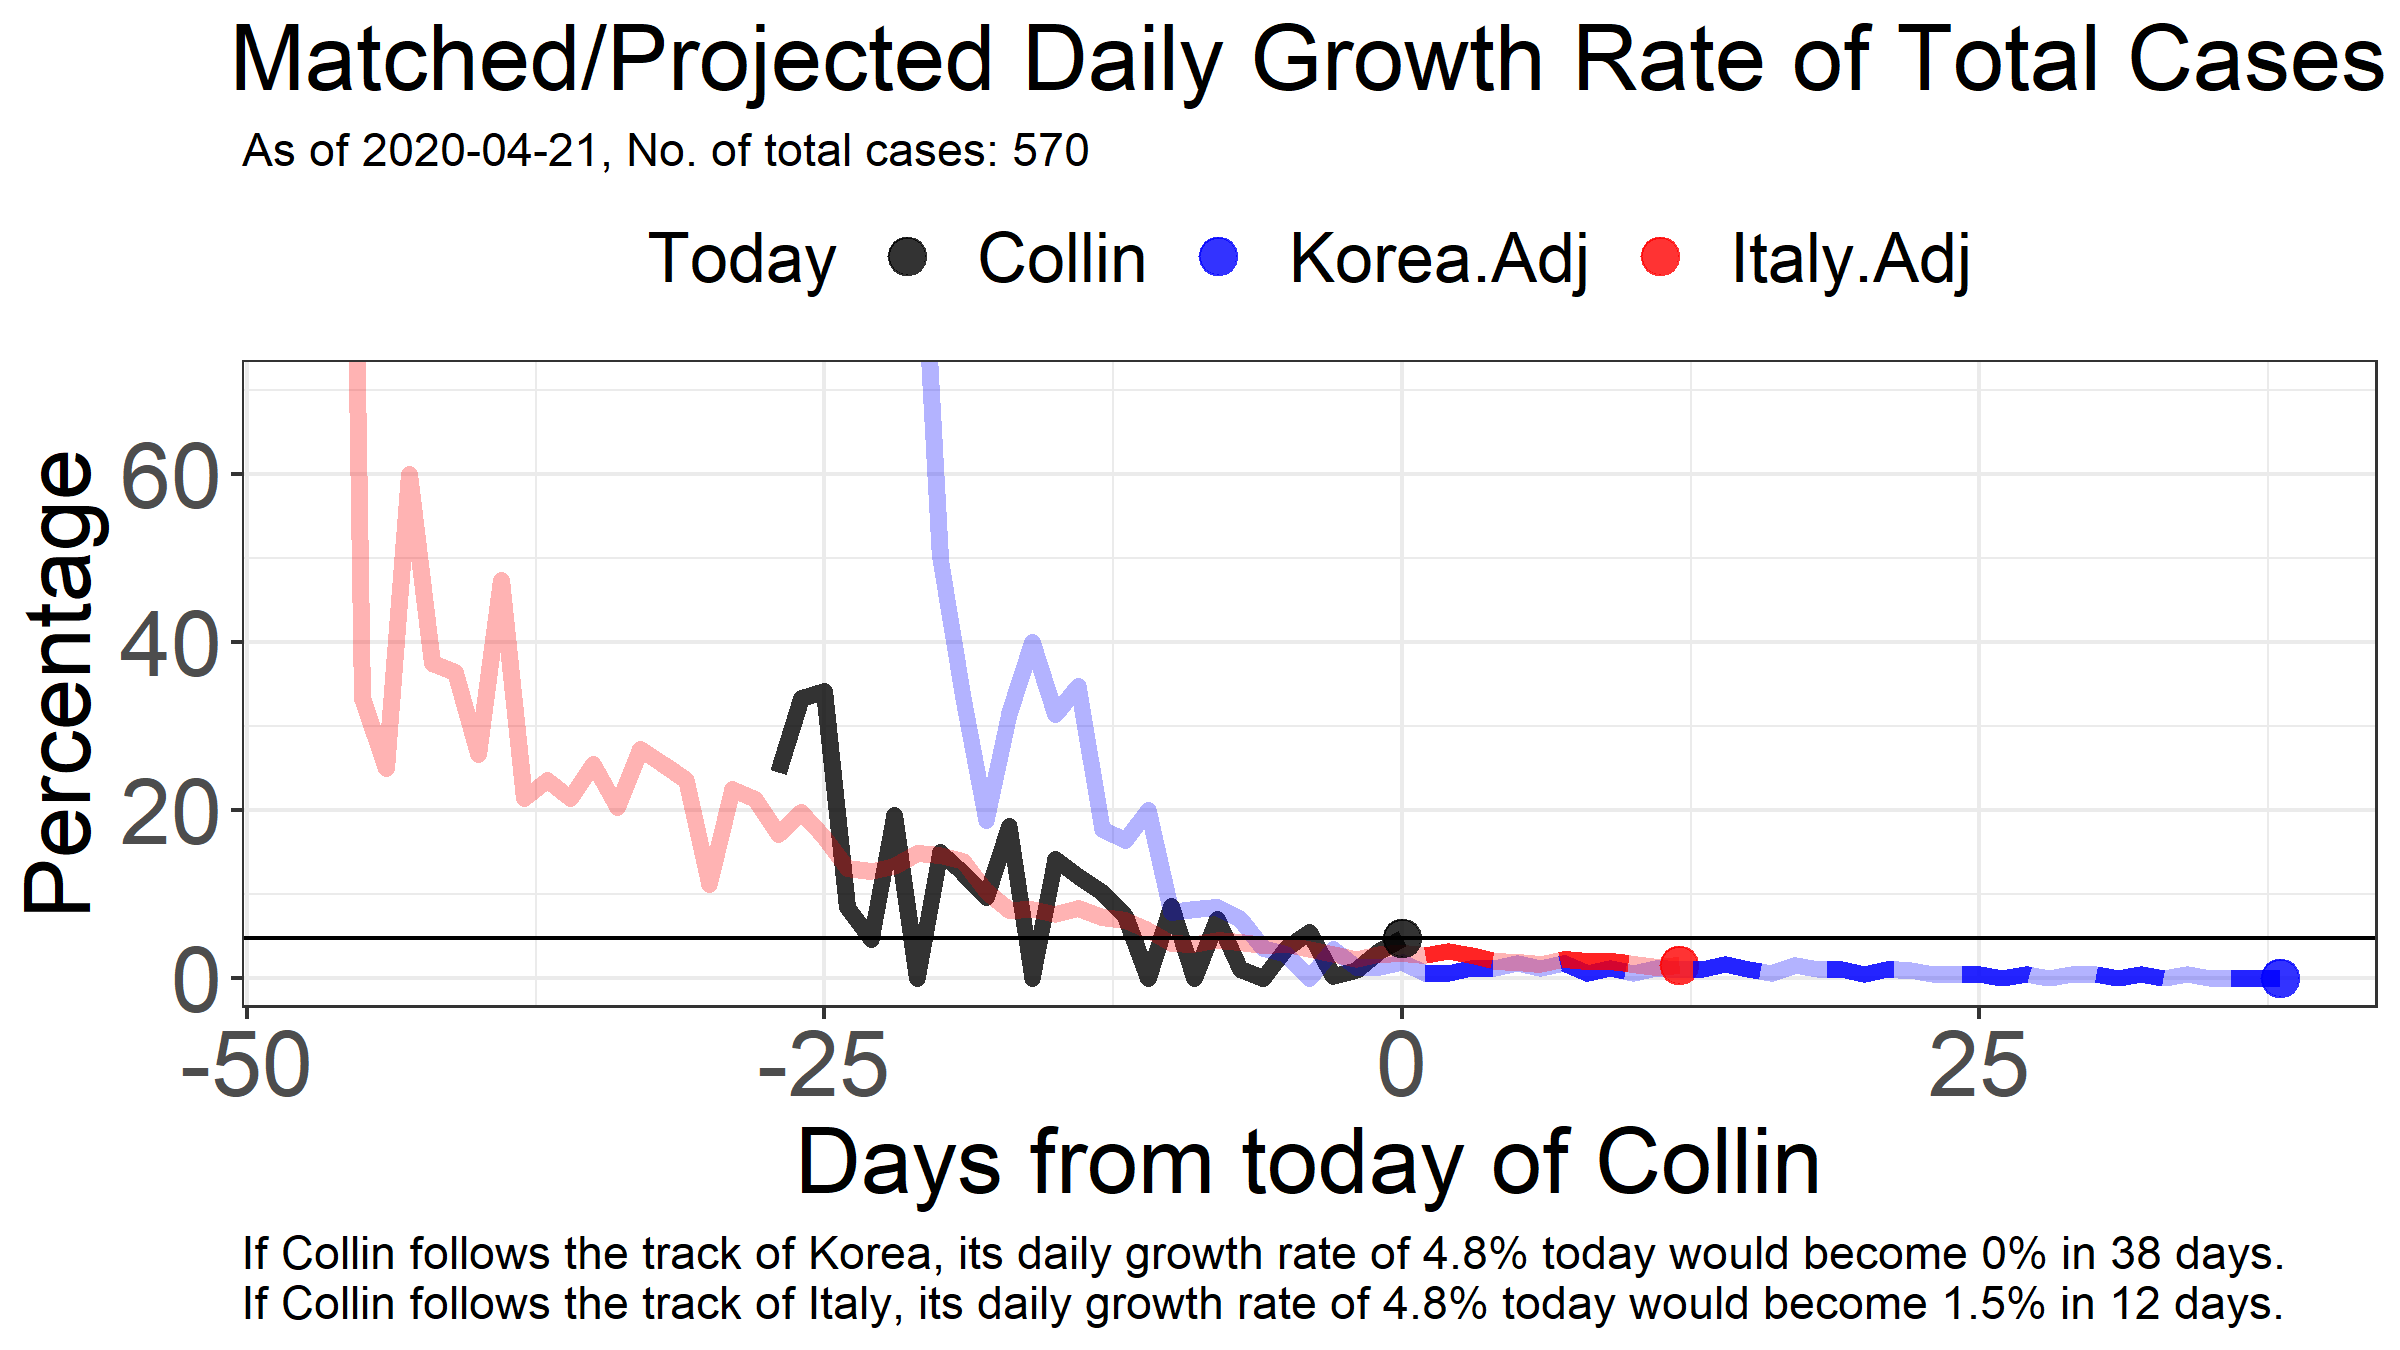 Matched/Projected Daily Growth Rate of Total Cases
As of 2020-04-21, No. of total cases: 570
Today Collin Korea.Adj Italy.Adj
Percentage
60
40
20
0
-50 -25 0 25
Days from today of Collin
If Collin follows the track of Korea, its daily growth rate of 4.8% today would become 0% in 38 days.
If Collin follows the track of Italy, its daily growth rate of 4.8% today would become 1.5% in 12 days.